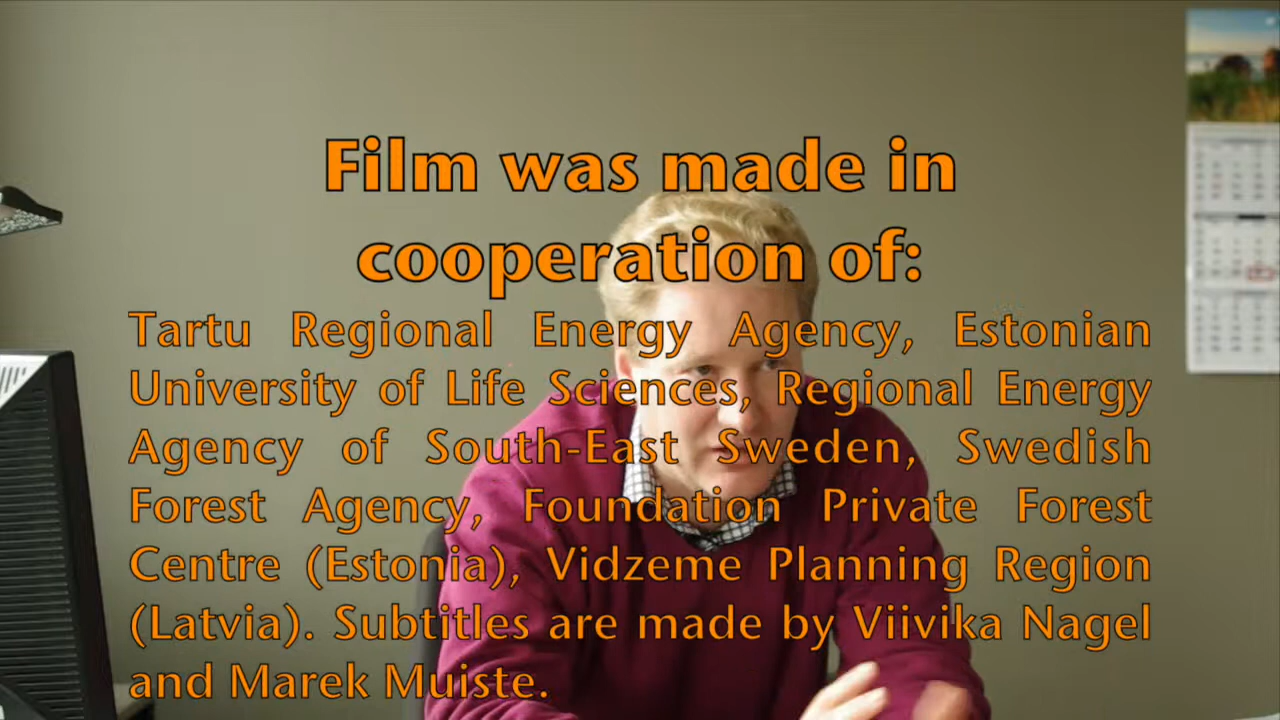 Film was made in
cooperation of:
Tartu Regional Energy Agency, Estonian
University of Life Sciences, Regional Energy
Agency of South-East Sweden, Swedish
Forest Agency, Foundation Private Forest
Centre (Estonia), Vidzeme Planning Region
(Latvia). Subtitles are made by Viivika Nagel
and Marek Muiste.